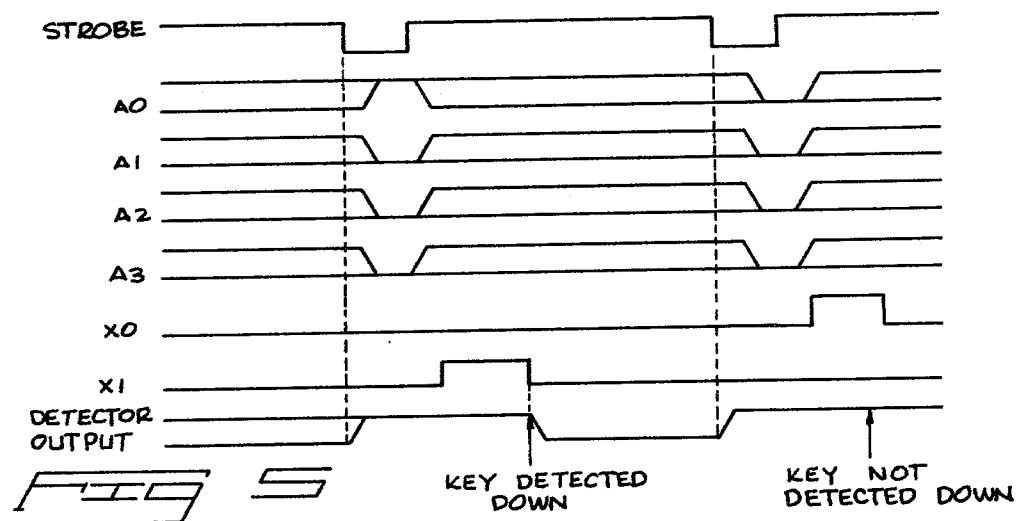 STROBE
A0
A1
A2
A3
X0
X1
DETECTOR
OUTPUT
KEY DETECTED
DOWN
KEY NOT
DETECTED DOWN
FIG 5